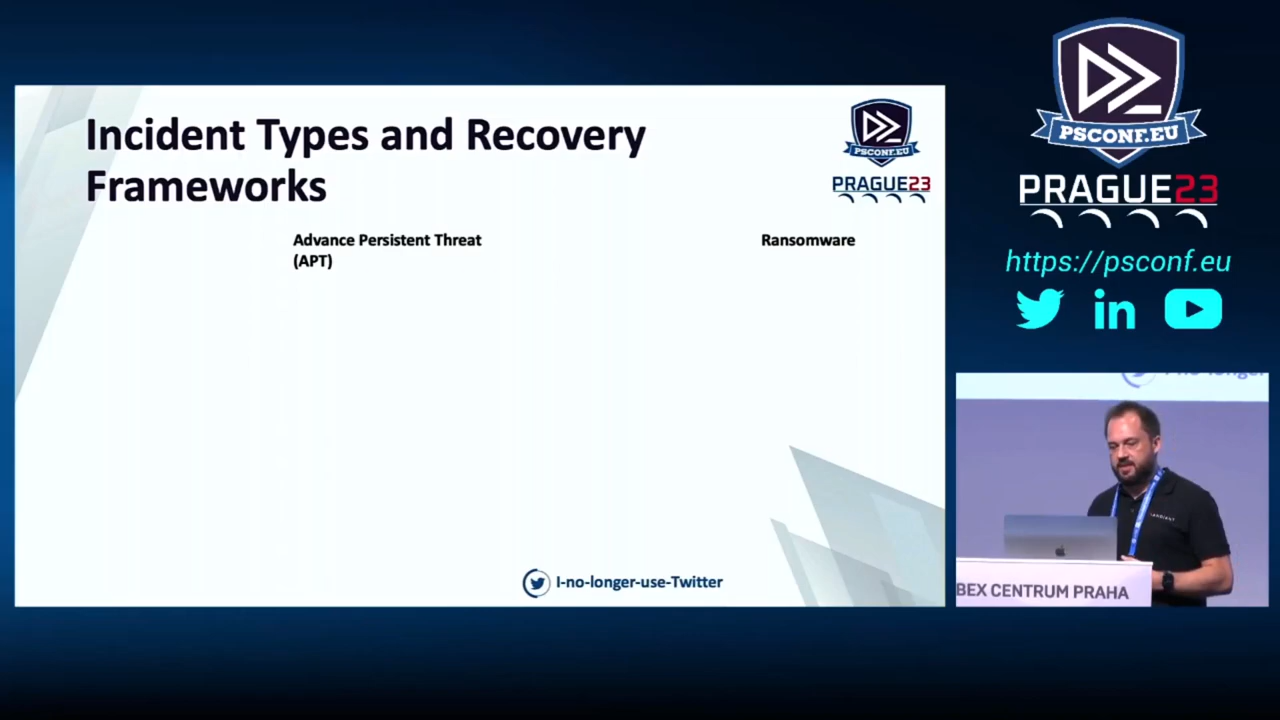 Incident Types and Recovery
Frameworks
PSCONF.EU
PRAGUE23
Advance Persistent Threat
(APT)
Ransomware
I-no-longer-use-Twitter
PSCONF.EU
PRAGUE23
https://psconf.eu
in
BEX CENTRUM PRAHA